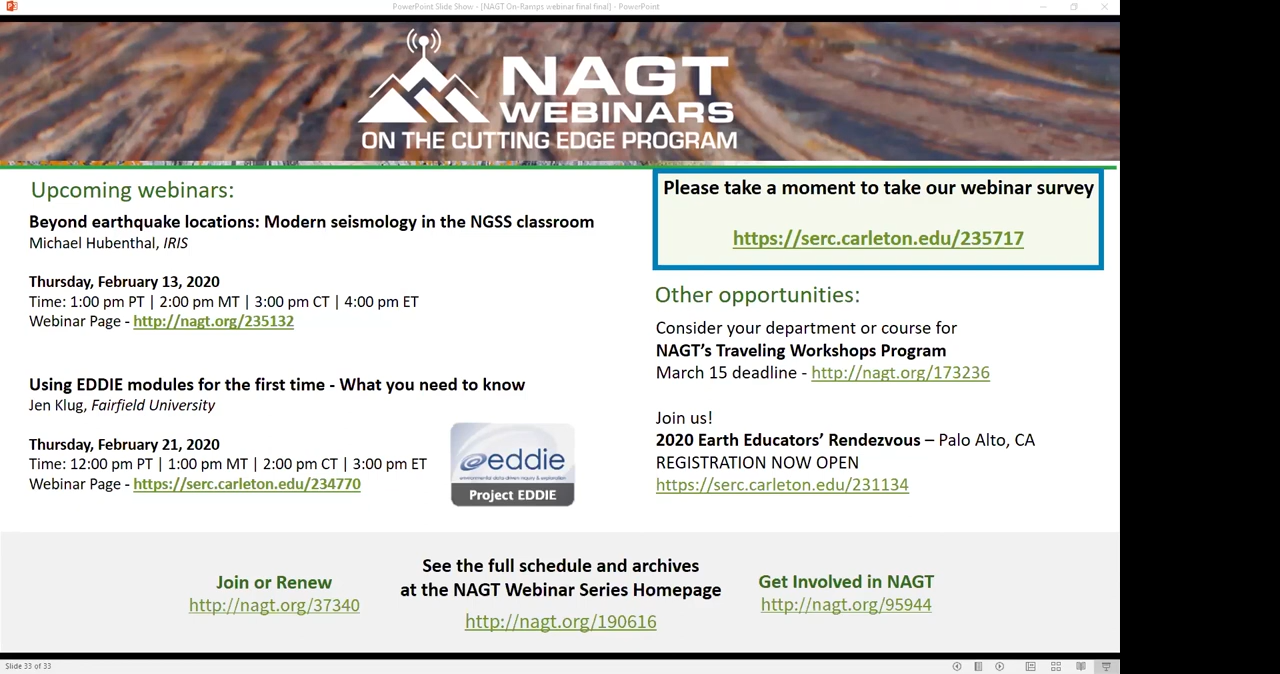 PowerPoint Slide Show - [NAGT On-Ramps webinar final final] - PowerPoint
NAGT
WEBINARS
ON THE CUTTING EDGE PROGRAM
Upcoming webinars:
Beyond earthquake locations: Modern seismology in the NGSS classroom
Michael Hubenthal, IRIS
Thursday, February 13, 2020
Time: 1:00 pm PT | 2:00 pm MT | 3:00 pm CT | 4:00 pm ET
Webinar Page - http://nagt.org/235132
Using EDDIE modules for the first time - What you need to know
Jen Klug, Fairfield University
Thursday, February 21, 2020
Time: 12:00 pm PT | 1:00 pm MT | 2:00 pm CT | 3:00 pm ET
Webinar Page - https://serc.carleton.edu/234770
eddie
environmental data-driven inquiry & exploration
Project EDDIE
Please take a moment to take our webinar survey
https://serc.carleton.edu/235717
Other opportunities:
Consider your department or course for
NAGT’s Traveling Workshops Program
March 15 deadline - http://nagt.org/173236
Join us!
2020 Earth Educators’ Rendezvous – Palo Alto, CA
REGISTRATION NOW OPEN
https://serc.carleton.edu/231134
Join or Renew
http://nagt.org/37340
See the full schedule and archives
at the NAGT Webinar Series Homepage
http://nagt.org/190616
Get Involved in NAGT
http://nagt.org/95944
Slide 33 of 33